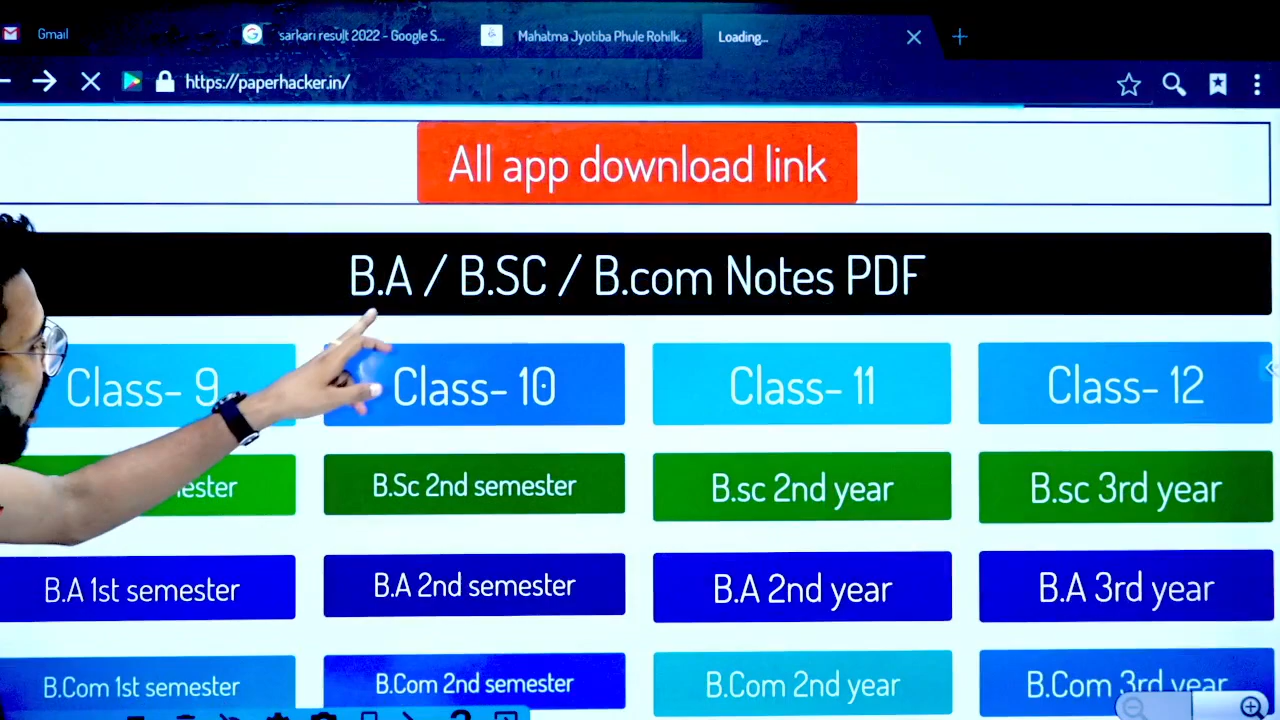 Gmail
sarkari result 2022 - Google S...
Mahatma Jyotiba Phule Rohilk...
Loading...
https://paperhacker.in/
All app download link
B.A / B.SC / B.com Notes PDF
Class- 9
Class- 10
Class- 11
Class- 12
B.Sc 2nd semester
B.sc 2nd year
B.sc 3rd year
B.A 1st semester
B.A 2nd semester
B.A 2nd year
B.A 3rd year
B.Com 1st semester
B.Com 2nd semester
B.Com 2nd year
B.Com 3rd year